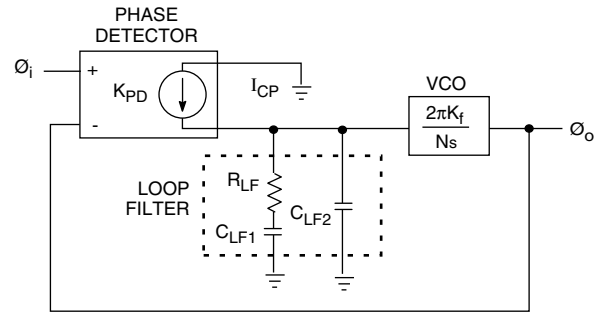 PHASE
DETECTOR
Øi
+
-
KPD
ICP
VCO
2πKf
Ns
Øo
LOOP
FILTER
RLF
CLF1
CLF2